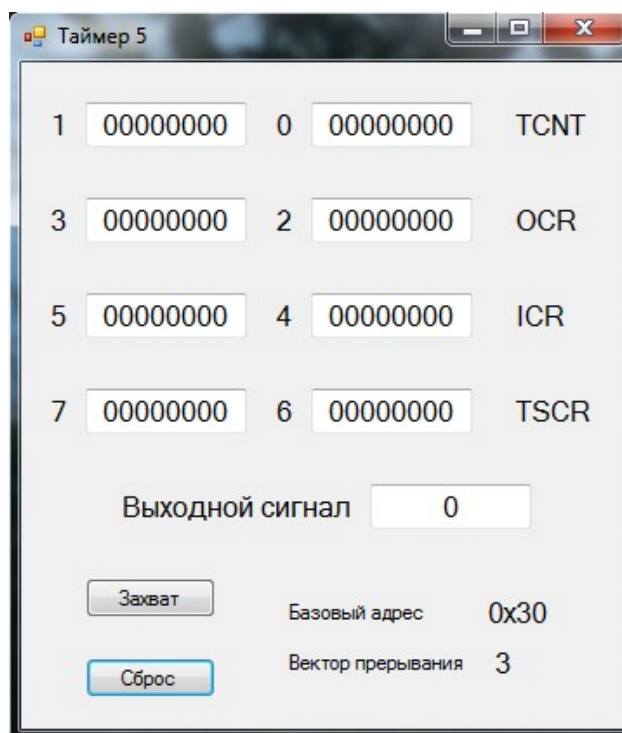 Таймер 5
1 00000000 0 00000000 TCNT
3 00000000 2 00000000 OCR
5 00000000 4 00000000 ICR
7 00000000 6 00000000 TSCR
Выходной сигнал 0
Захват
Базовый адрес 0x30
Вектор прерывания 3
Сброс